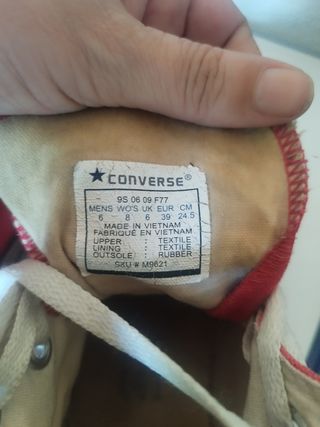 CONVERSE®
9S 06 09 F77
MENS WO'S UK EUR CM
6 8 6 39 24.5
MADE IN VIETNAM
FABRIQUÉ EN VIETNAM
UPPER : TEXTILE
LINING : TEXTILE
OUTSOLE : RUBBER
SKU # M9621